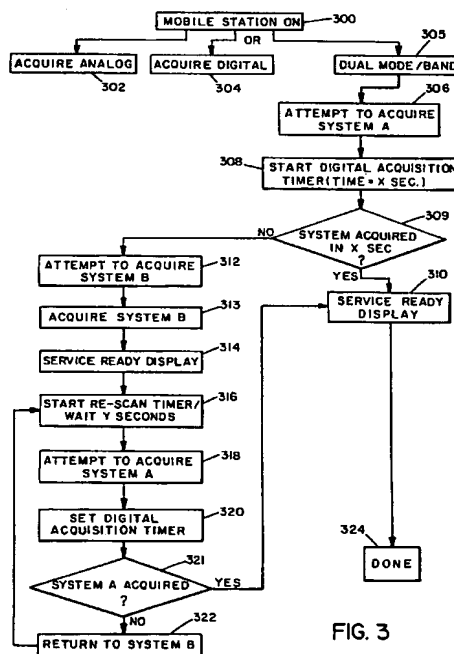 MOBILE STATION ON
300
OR
ACQUIRE ANALOG
302
ACQUIRE DIGITAL
304
305
DUAL MODE/BAND
306
ATTEMPT TO ACQUIRE
SYSTEM A
308
START DIGITAL ACQUISITION
TIMER(TIME=X SEC.)
309
SYSTEM ACQUIRED
IN X SEC
?
NO
YES
312
ATTEMPT TO ACQUIRE
SYSTEM B
310
SERVICE READY
DISPLAY
313
ACQUIRE SYSTEM B
314
SERVICE READY DISPLAY
316
START RE-SCAN TIMER/
WAIT Y SECONDS
318
ATTEMPT TO ACQUIRE
SYSTEM A
320
SET DIGITAL
ACQUISITION TIMER
321
SYSTEM A ACQUIRED
?
YES
NO
322
RETURN TO SYSTEM B
324
DONE
FIG. 3